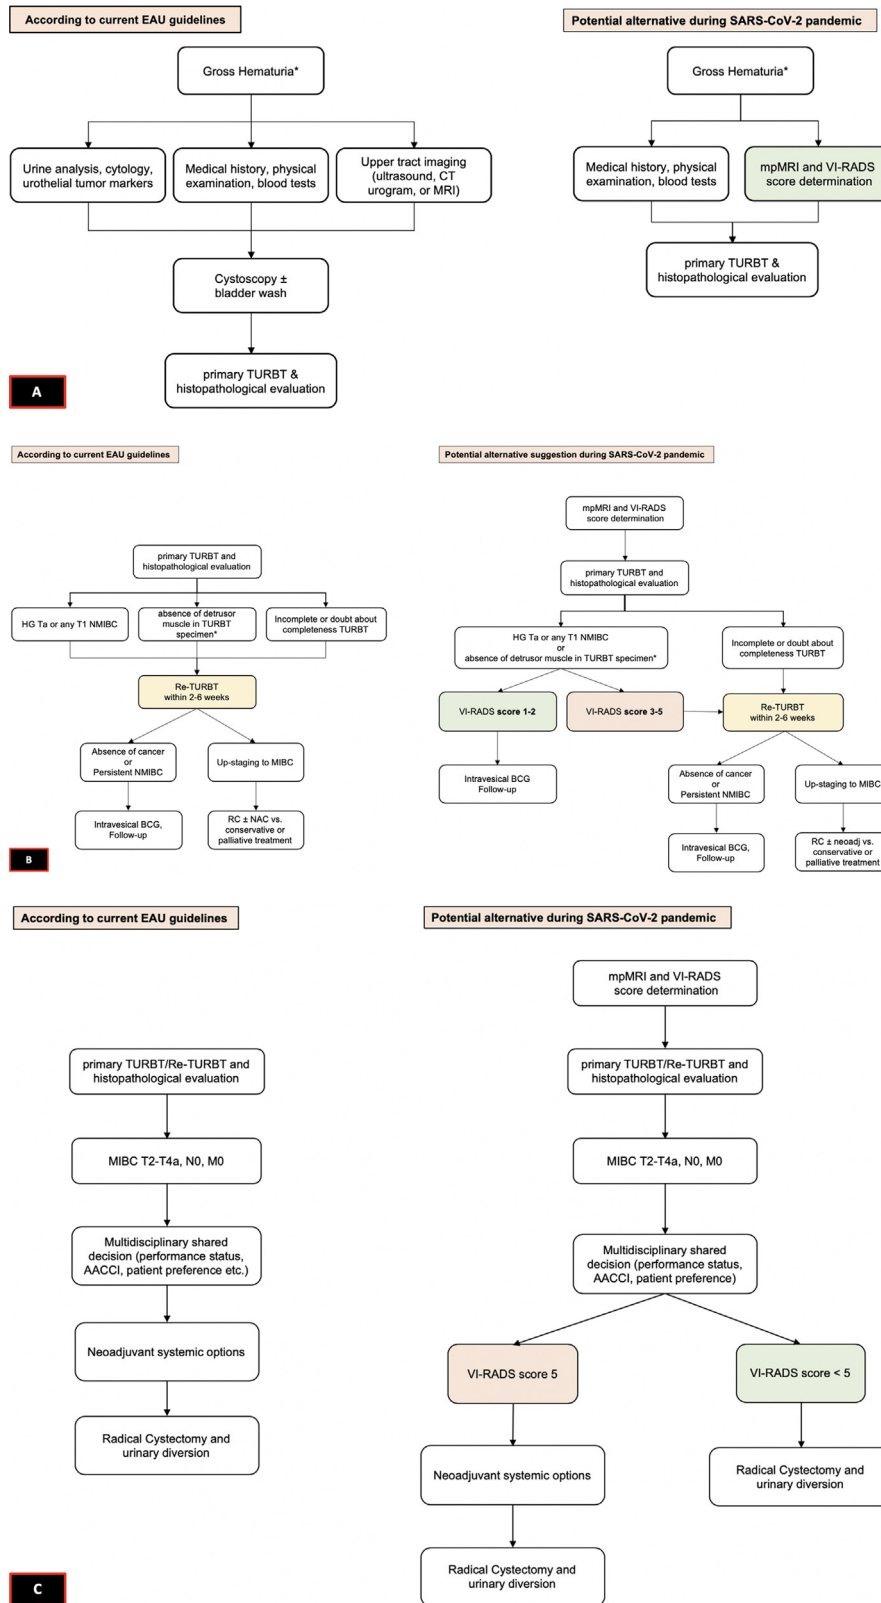 According to current EAU guidelines
Potential alternative during SARS-CoV-2 pandemic
Gross Hematuria*
Urine analysis, cytology,
urothelial tumor markers
Medical history, physical
examination, blood tests
Upper tract imaging
(ultrasound, CT
urogram, or MRI)
Cystoscopy ±
bladder wash
primary TURBT &
histopathological evaluation
Gross Hematuria*
Medical history, physical
examination, blood tests
mpMRI and VI-RADS
score determination
primary TURBT &
histopathological evaluation
A
According to current EAU guidelines
Potential alternative suggestion during SARS-CoV-2 pandemic
primary TURBT and
histopathological evaluation
HG Ta or any T1 NMIBC
absence of detrusor
muscle in TURBT
specimen*
Incomplete or doubt about
completeness TURBT
Re-TURBT
within 2-6 weeks
Absence of cancer
or
Persistent NMIBC
Up-staging to MIBC
Intravesical BCG,
Follow-up
RC ± NAC vs.
conservative or
palliative treatment
mpMRI and VI-RADS
score determination
primary TURBT and
histopathological evaluation
HG Ta or any T1 NMIBC
or
absence of detrusor muscle in TURBT specimen*
Incomplete or doubt about
completeness TURBT
VI-RADS score 1-2
VI-RADS score 3-5
Re-TURBT
within 2-6 weeks
Intravesical BCG
Follow-up
Absence of cancer
or
Persistent NMIBC
Up-staging to MIBC
Intravesical BCG,
Follow-up
RC ± neoadj vs.
conservative or
palliative treatment
B
According to current EAU guidelines
Potential alternative during SARS-CoV-2 pandemic
primary TURBT/Re-TURBT and
histopathological evaluation
MIBC T2-T4a, N0, M0
Multidisciplinary shared
decision (performance status,
AACCI, patient preference etc.)
Neoadjuvant systemic options
Radical Cystectomy and
urinary diversion
mpMRI and VI-RADS
score determination
primary TURBT/Re-TURBT and
histopathological evaluation
MIBC T2-T4a, N0, M0
Multidisciplinary shared
decision (performance status,
AACCI, patient preference)
VI-RADS score 5
VI-RADS score < 5
Neoadjuvant systemic options
Radical Cystectomy and
urinary diversion
Radical Cystectomy and
urinary diversion
C